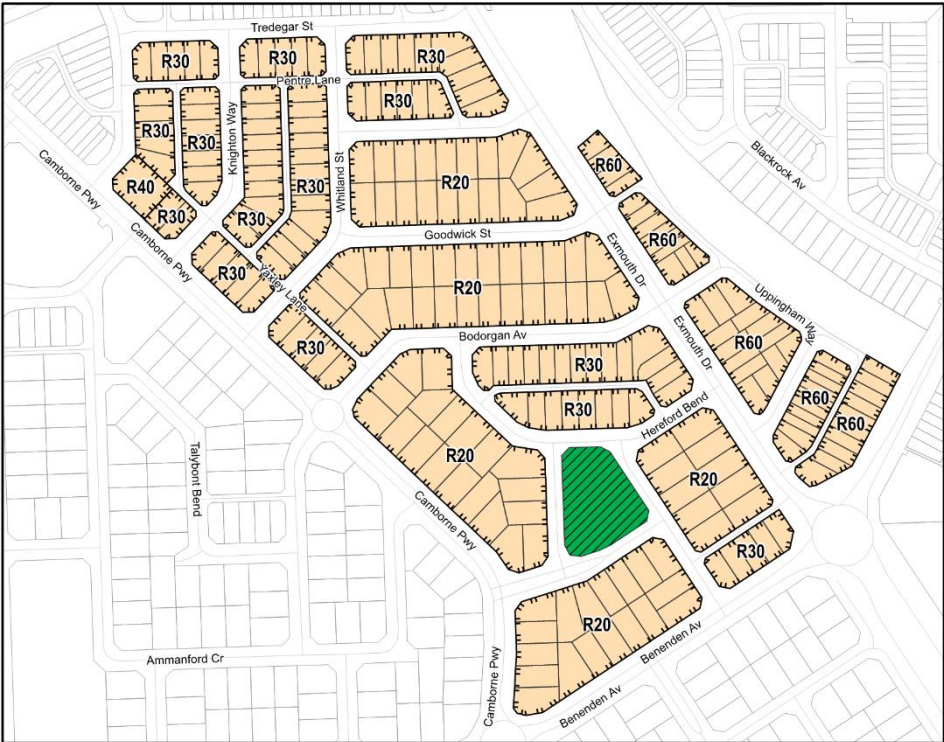 Tredegar St
R30
R30
R30
Pentre Lane
R30
R30
R30
Knighton Way
Blackrock Av
Camborne Pwy
R40
R30
R30
Whitland St
R20
R60
R30
R60
Goodwick St
Camborne Pwy
R30
Yaxley Lane
Exmouth Dr
R20
Uppingham Way
Bodorgan Av
Exmouth Dr
R60
R30
R30
R60
R30
Hereford Bend
R60
R20
Talybont Bend
R20
Camborne Pwy
R30
R20
Benenden Av
Ammanford Cr
Camborne Pwy
Benenden Av